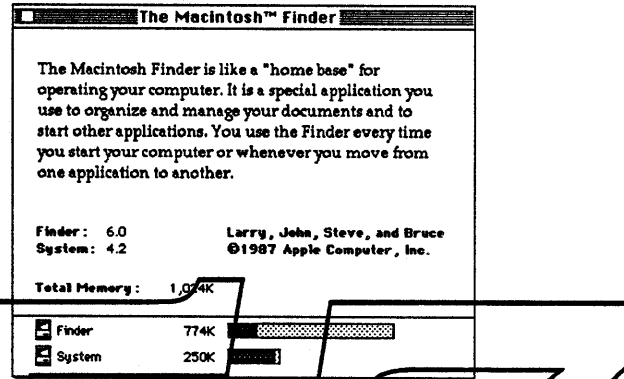 The Macintosh™ Finder
The Macintosh Finder is like a "home base" for
operating your computer. It is a special application you
use to organize and manage your documents and to
start other applications. You use the Finder every time
you start your computer or whenever you move from
one application to another.
Finder: 6.0 Larry, John, Steve, and Bruce
System: 4.2 ©1987 Apple Computer, Inc.
Total Memory: 1,024K
Finder 774K
System 250K